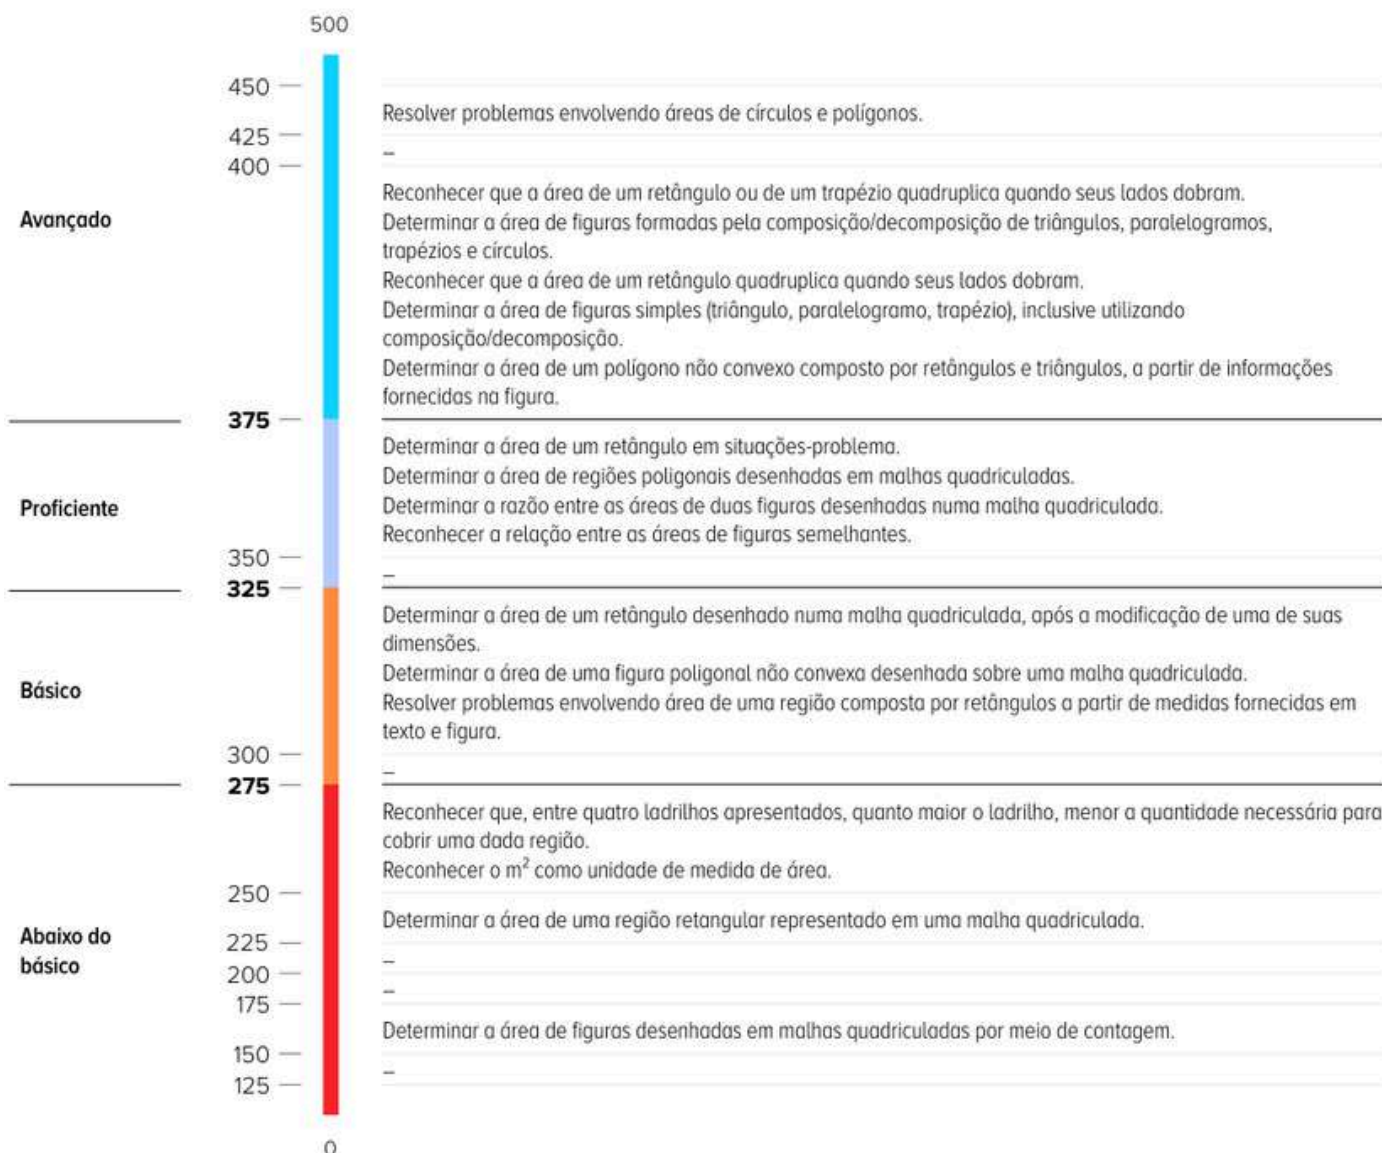 500
450
Resolver problemas envolvendo áreas de círculos e polígonos.
425
–
400
Avançado
Reconhecer que a área de um retângulo ou de um trapézio quadruplica quando seus lados dobram.
Determinar a área de figuras formadas pela composição/decomposição de triângulos, paralelogramos,
trapézios e círculos.
Reconhecer que a área de um retângulo quadruplica quando seus lados dobram.
Determinar a área de figuras simples (triângulo, paralelogramo, trapézio), inclusive utilizando
composição/decomposição.
Determinar a área de um polígono não convexo composto por retângulos e triângulos, a partir de informações
fornecidas na figura.
375
Proficiente
Determinar a área de um retângulo em situações-problema.
Determinar a área de regiões poligonais desenhadas em malhas quadriculadas.
Determinar a razão entre as áreas de duas figuras desenhadas numa malha quadriculada.
Reconhecer a relação entre as áreas de figuras semelhantes.
350
–
325
Básico
Determinar a área de um retângulo desenhado numa malha quadriculada, após a modificação de uma de suas
dimensões.
Determinar a área de uma figura poligonal não convexa desenhada sobre uma malha quadriculada.
Resolver problemas envolvendo área de uma região composta por retângulos a partir de medidas fornecidas em
texto e figura.
300
–
275
Abaixo do
básico
Reconhecer que, entre quatro ladrilhos apresentados, quanto maior o ladrilho, menor a quantidade necessária para
cobrir uma dada região.
Reconhecer o m² como unidade de medida de área.
250
Determinar a área de uma região retangular representado em uma malha quadriculada.
225
–
200
–
175
Determinar a área de figuras desenhadas em malhas quadriculadas por meio de contagem.
150
–
125
0